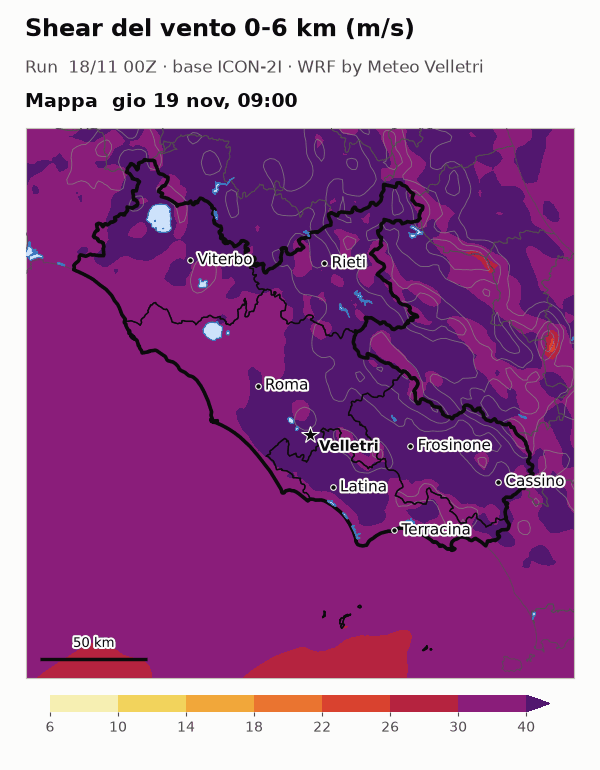 Shear del vento 0-6 km (m/s)
Run 18/11 00Z · base ICON-2I · WRF by Meteo Velletri
Mappa gio 19 nov, 09:00
Viterbo
Rieti
Roma
Velletri
Frosinone
Latina
Cassino
Terracina
50 km
6 10 14 18 22 26 30 40